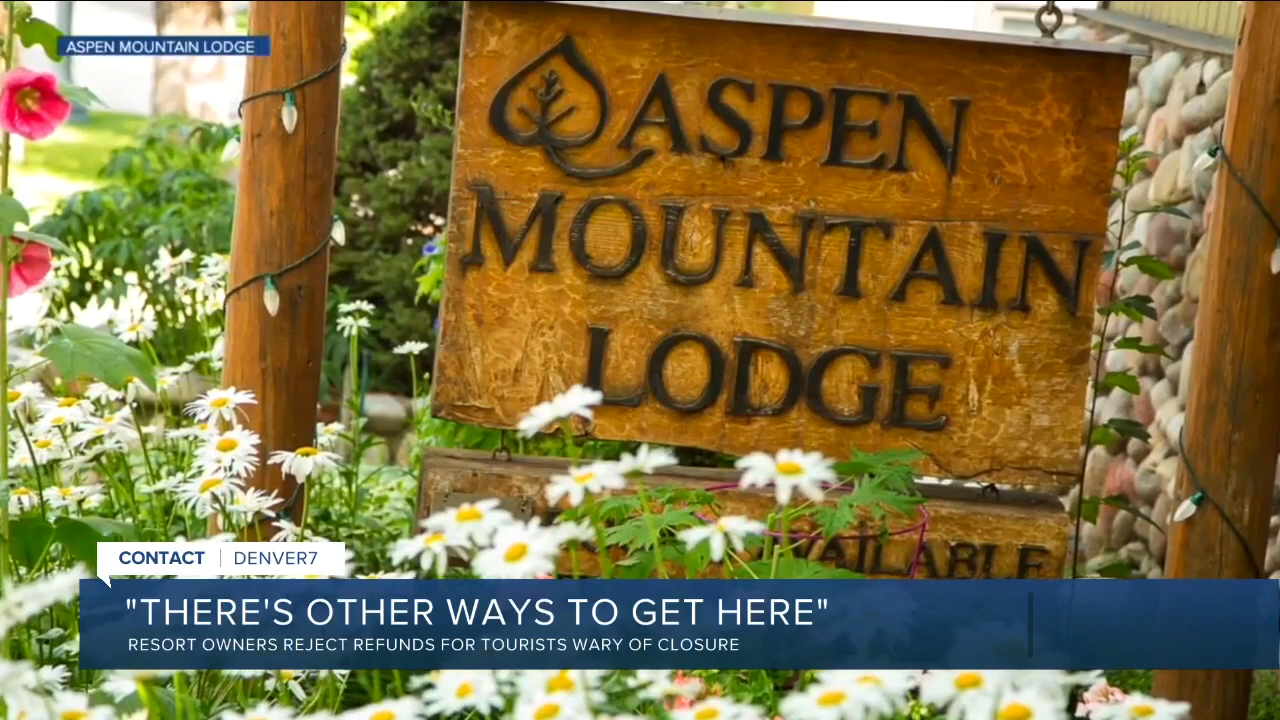 ASPEN MOUNTAIN LODGE
ASPEN
MOUNTAIN
LODGE
AVAILABLE
CONTACT | DENVER7
"THERE'S OTHER WAYS TO GET HERE"
RESORT OWNERS REJECT REFUNDS FOR TOURISTS WARY OF CLOSURE